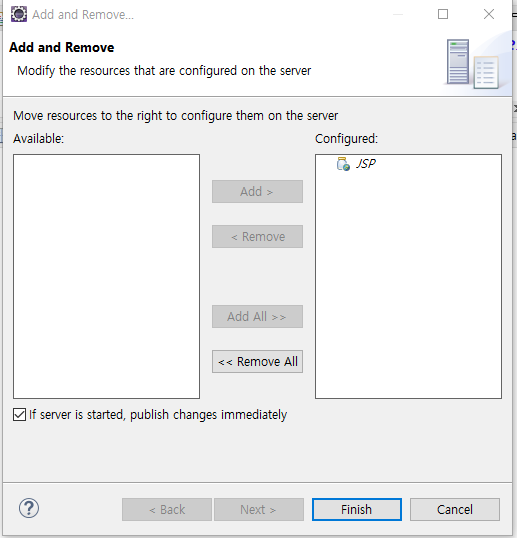 Add and Remove...
Add and Remove
Modify the resources that are configured on the server
Move resources to the right to configure them on the server
Available:
Configured:
JSP
Add >
< Remove
Add All >>
<< Remove All
If server is started, publish changes immediately
?
< Back
Next >
Finish
Cancel